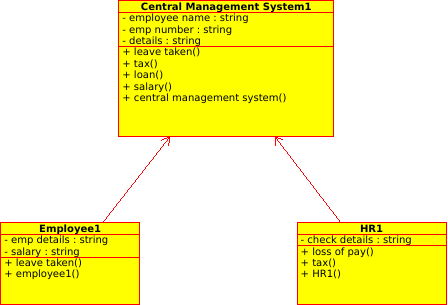 Central Management System1
- employee name : string
- emp number : string
- details : string
+ leave taken()
+ tax()
+ loan()
+ salary()
+ central management system()
Employee1
- emp details : string
- salary : string
+ leave taken()
+ employee1()
HR1
- check details : string
+ loss of pay()
+ tax()
+ HR1()